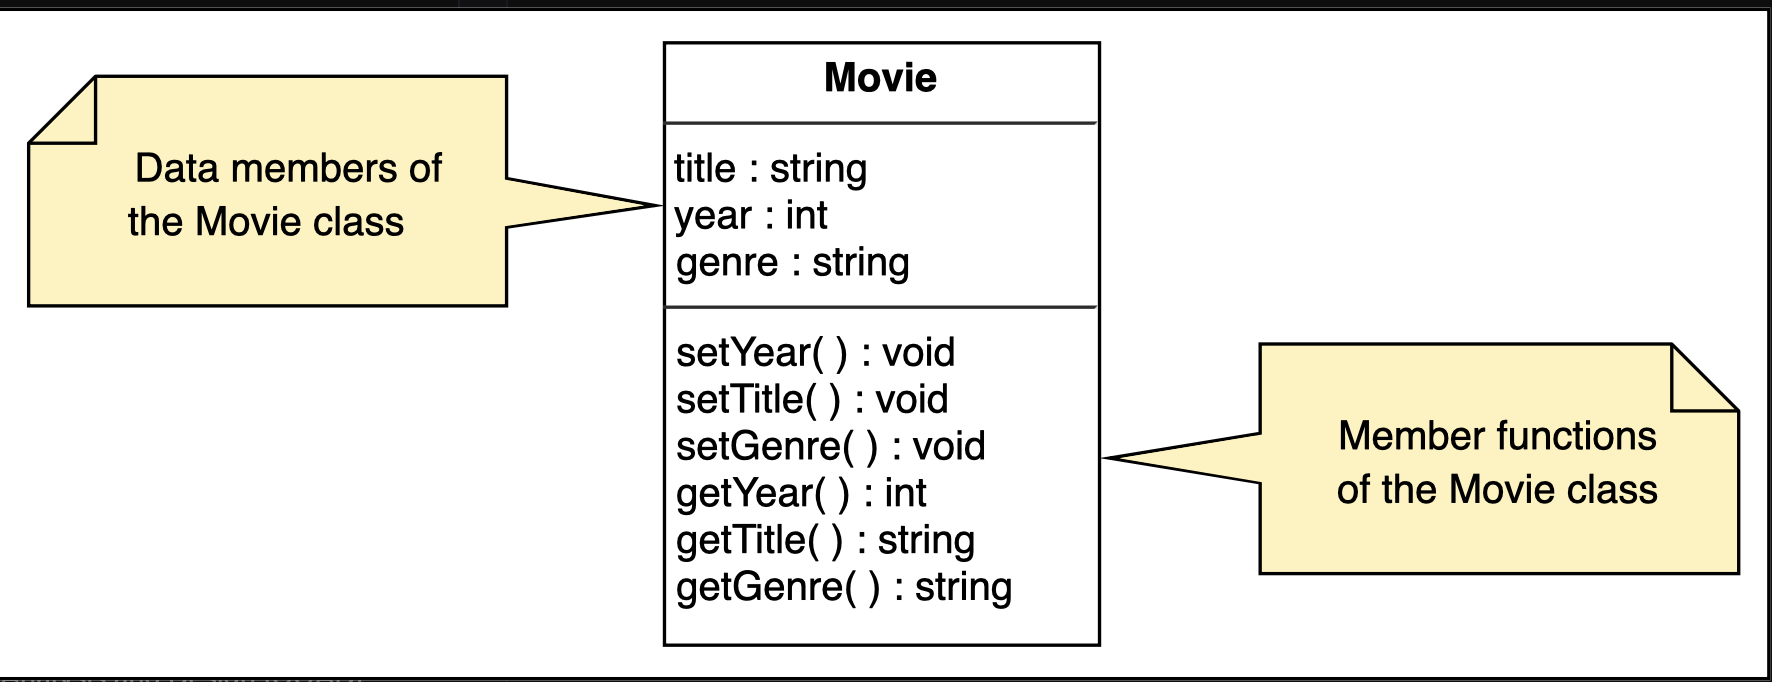 Movie
Data members of
the Movie class
title : string
year : int
genre : string
setYear( ) : void
setTitle( ) : void
setGenre( ) : void
getYear( ) : int
getTitle( ) : string
getGenre( ) : string
Member functions
of the Movie class